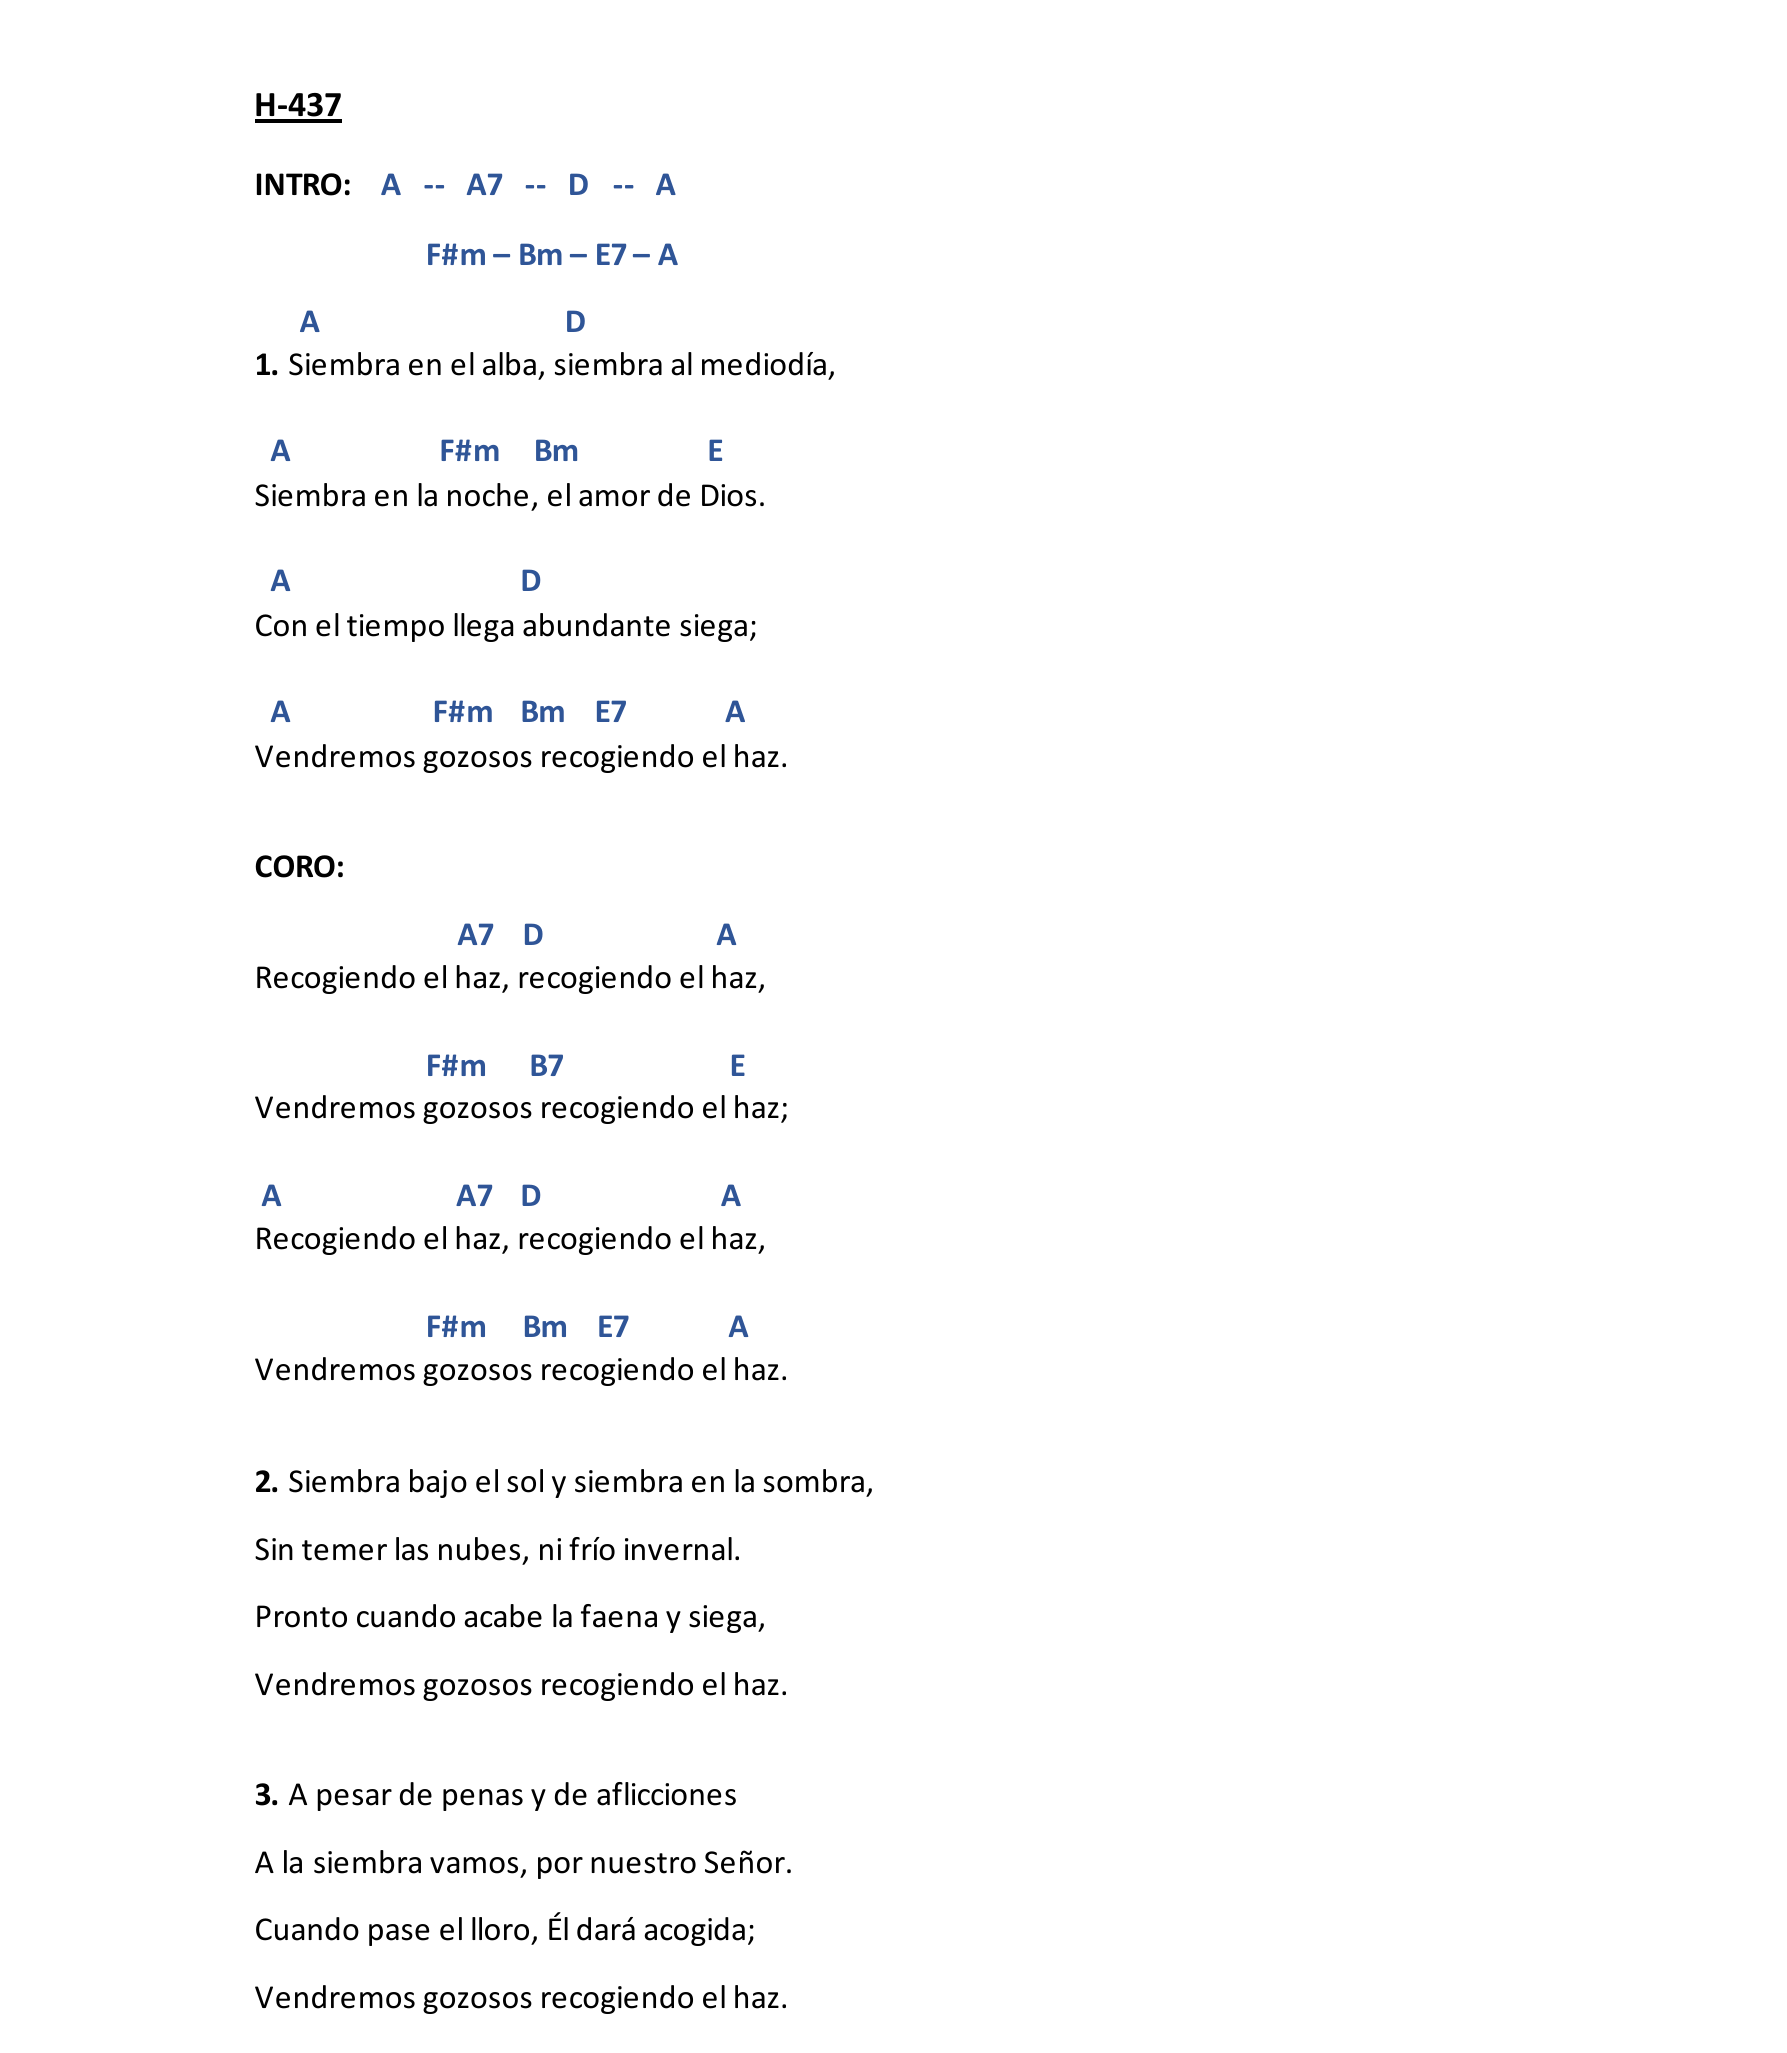 H-437
INTRO: A -- A7 -- D -- A
F#m – Bm – E7 – A
A D
1. Siembra en el alba, siembra al mediodía,
A F#m Bm E
Siembra en la noche, el amor de Dios.
A D
Con el tiempo llega abundante siega;
A F#m Bm E7 A
Vendremos gozosos recogiendo el haz.
CORO:
A7 D A
Recogiendo el haz, recogiendo el haz,
F#m B7 E
Vendremos gozosos recogiendo el haz;
A A7 D A
Recogiendo el haz, recogiendo el haz,
F#m Bm E7 A
Vendremos gozosos recogiendo el haz.
2. Siembra bajo el sol y siembra en la sombra,
Sin temer las nubes, ni frío invernal.
Pronto cuando acabe la faena y siega,
Vendremos gozosos recogiendo el haz.
3. A pesar de penas y de aflicciones
A la siembra vamos, por nuestro Señor.
Cuando pase el lloro, Él dará acogida;
Vendremos gozosos recogiendo el haz.